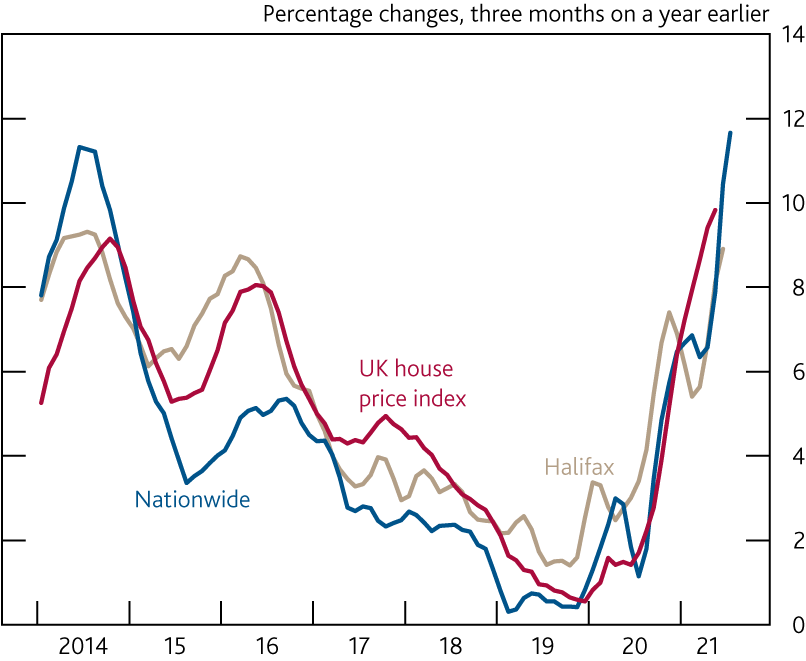 Percentage changes, three months on a year earlier
14
12
10
8
UK house
price index
6
Halifax
Nationwide
4
2
0
2014 15 16 17 18 19 20 21